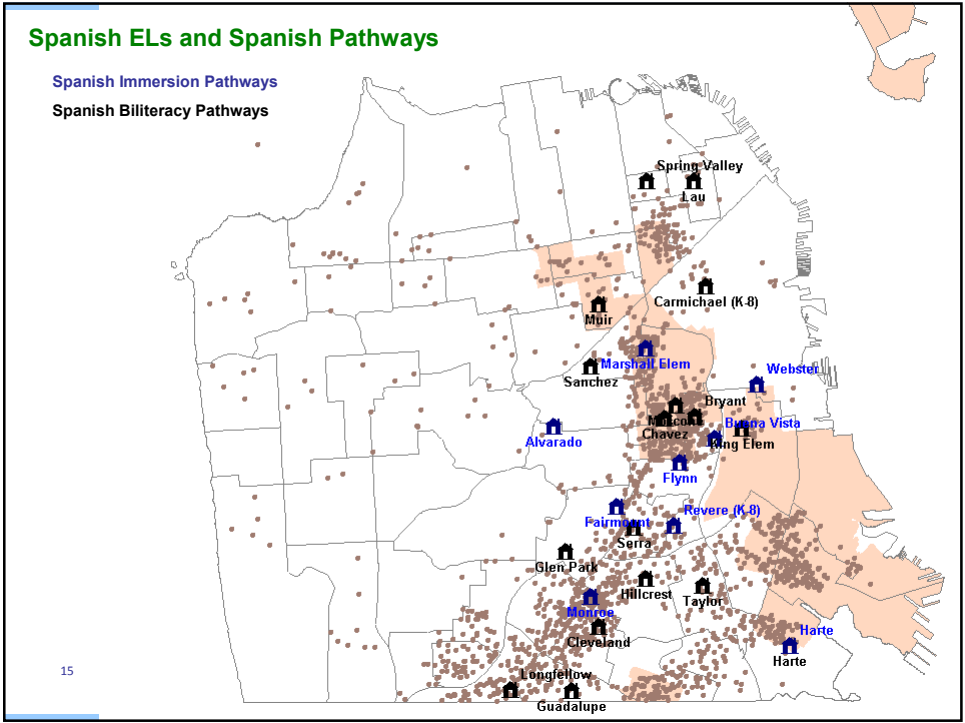 Spanish ELs and Spanish Pathways
Spanish Immersion Pathways
Spanish Biliteracy Pathways
Spring Valley
Lau
Carmichael (K-8)
Muir
Marshall Elem
Sanchez
Webster
Bryant
Buena Vista
Chavez
King Elem
Alvarado
Flynn
Revere (K-8)
Fairmount
Serra
Glen Park
Hillcrest
Taylor
Monroe
Cleveland
Harte
Harte
15
Longfellow
Guadalupe